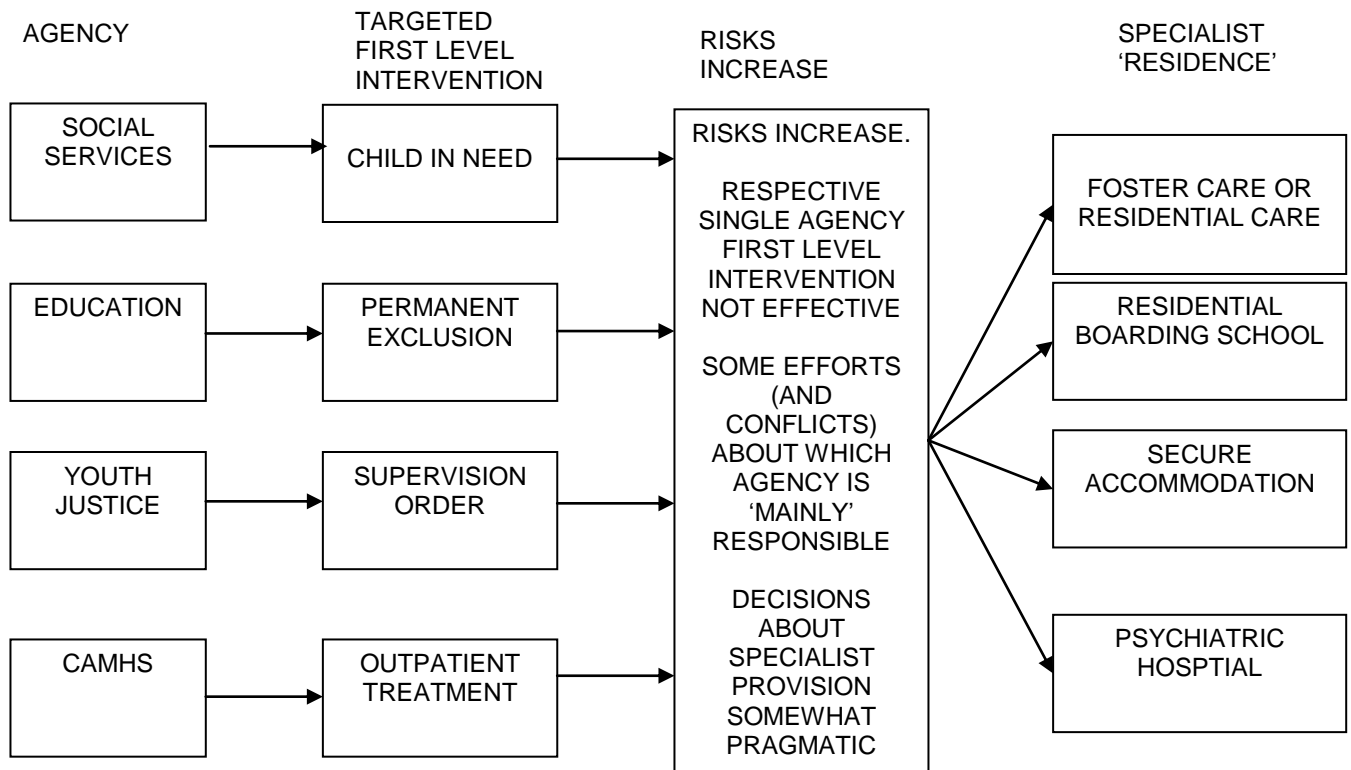 AGENCY
TARGETED
FIRST LEVEL
INTERVENTION
RISKS
INCREASE
SPECIALIST
‘RESIDENCE’
SOCIAL
SERVICES
CHILD IN NEED
EDUCATION
PERMANENT
EXCLUSION
YOUTH
JUSTICE
SUPERVISION
ORDER
CAMHS
OUTPATIENT
TREATMENT
RISKS INCREASE.
RESPECTIVE
SINGLE AGENCY
FIRST LEVEL
INTERVENTION
NOT EFFECTIVE
SOME EFFORTS
(AND
CONFLICTS)
ABOUT WHICH
AGENCY IS
‘MAINLY’
RESPONSIBLE
DECISIONS
ABOUT
SPECIALIST
PROVISION
SOMEWHAT
PRAGMATIC
FOSTER CARE OR
RESIDENTIAL CARE
RESIDENTIAL
BOARDING SCHOOL
SECURE
ACCOMMODATION
PSYCHIATRIC
HOSPTIAL